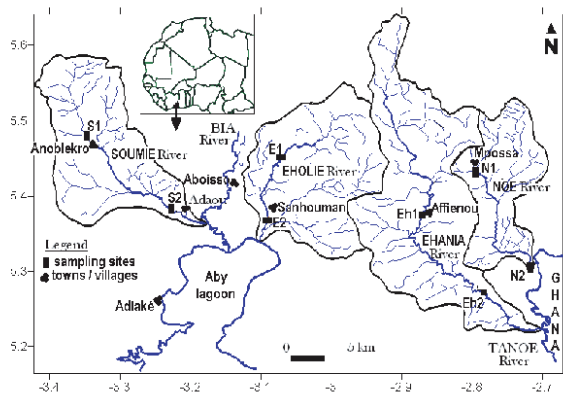 5.6
5.5
5.4
5.3
5.2
N
BIA
River
S1
Anoblekro
SOUMIE River
E1
EHOLIE River
Mpossa
N1
NOE River
Aboisso
S2
Adaou
Sanhouman
E2
Eh1
Affienou
EHANIA
River
Legend
sampling sites
towns / villages
Aby
lagoon
Adiaké
N2
Eh2
GHANA
0 5 km
TANOE
River
-3.4 -3.3 -3.2 -3.1 -3 -2.9 -2.8 -2.7